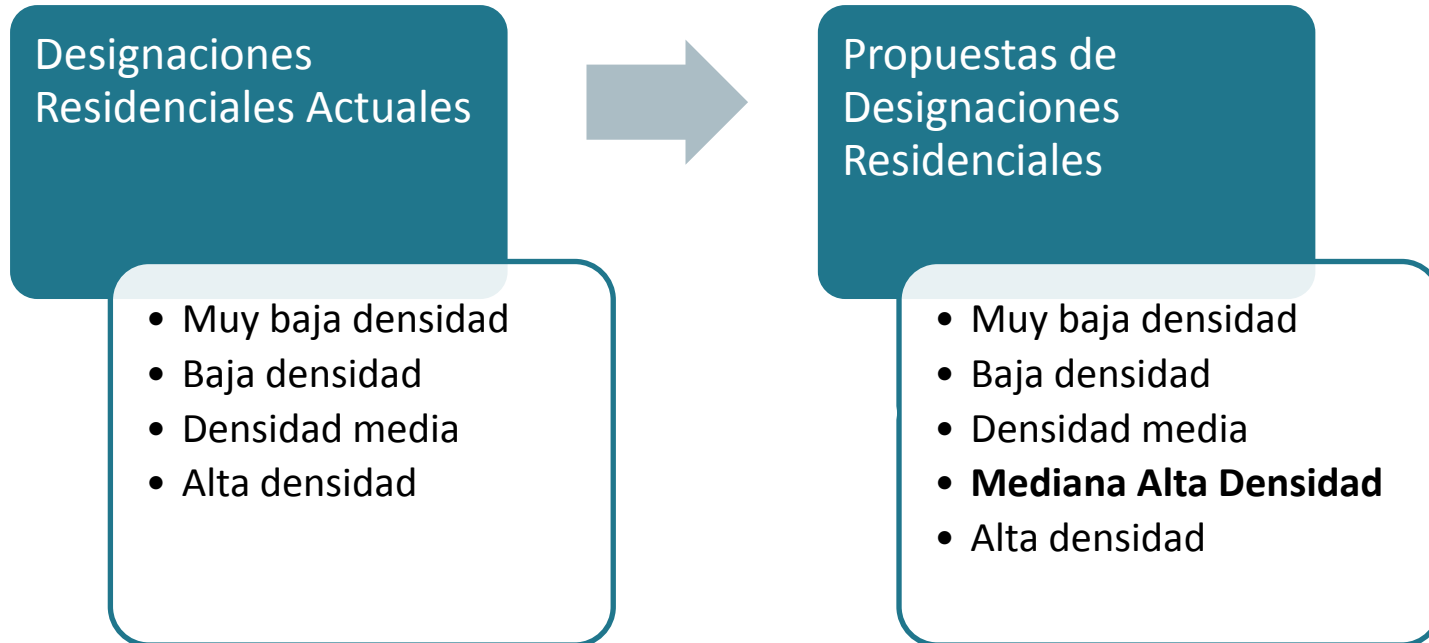 Designaciones
Residenciales Actuales
• Muy baja densidad
• Baja densidad
• Densidad media
• Alta densidad
Propuestas de
Designaciones
Residenciales
• Muy baja densidad
• Baja densidad
• Densidad media
• Mediana Alta Densidad
• Alta densidad